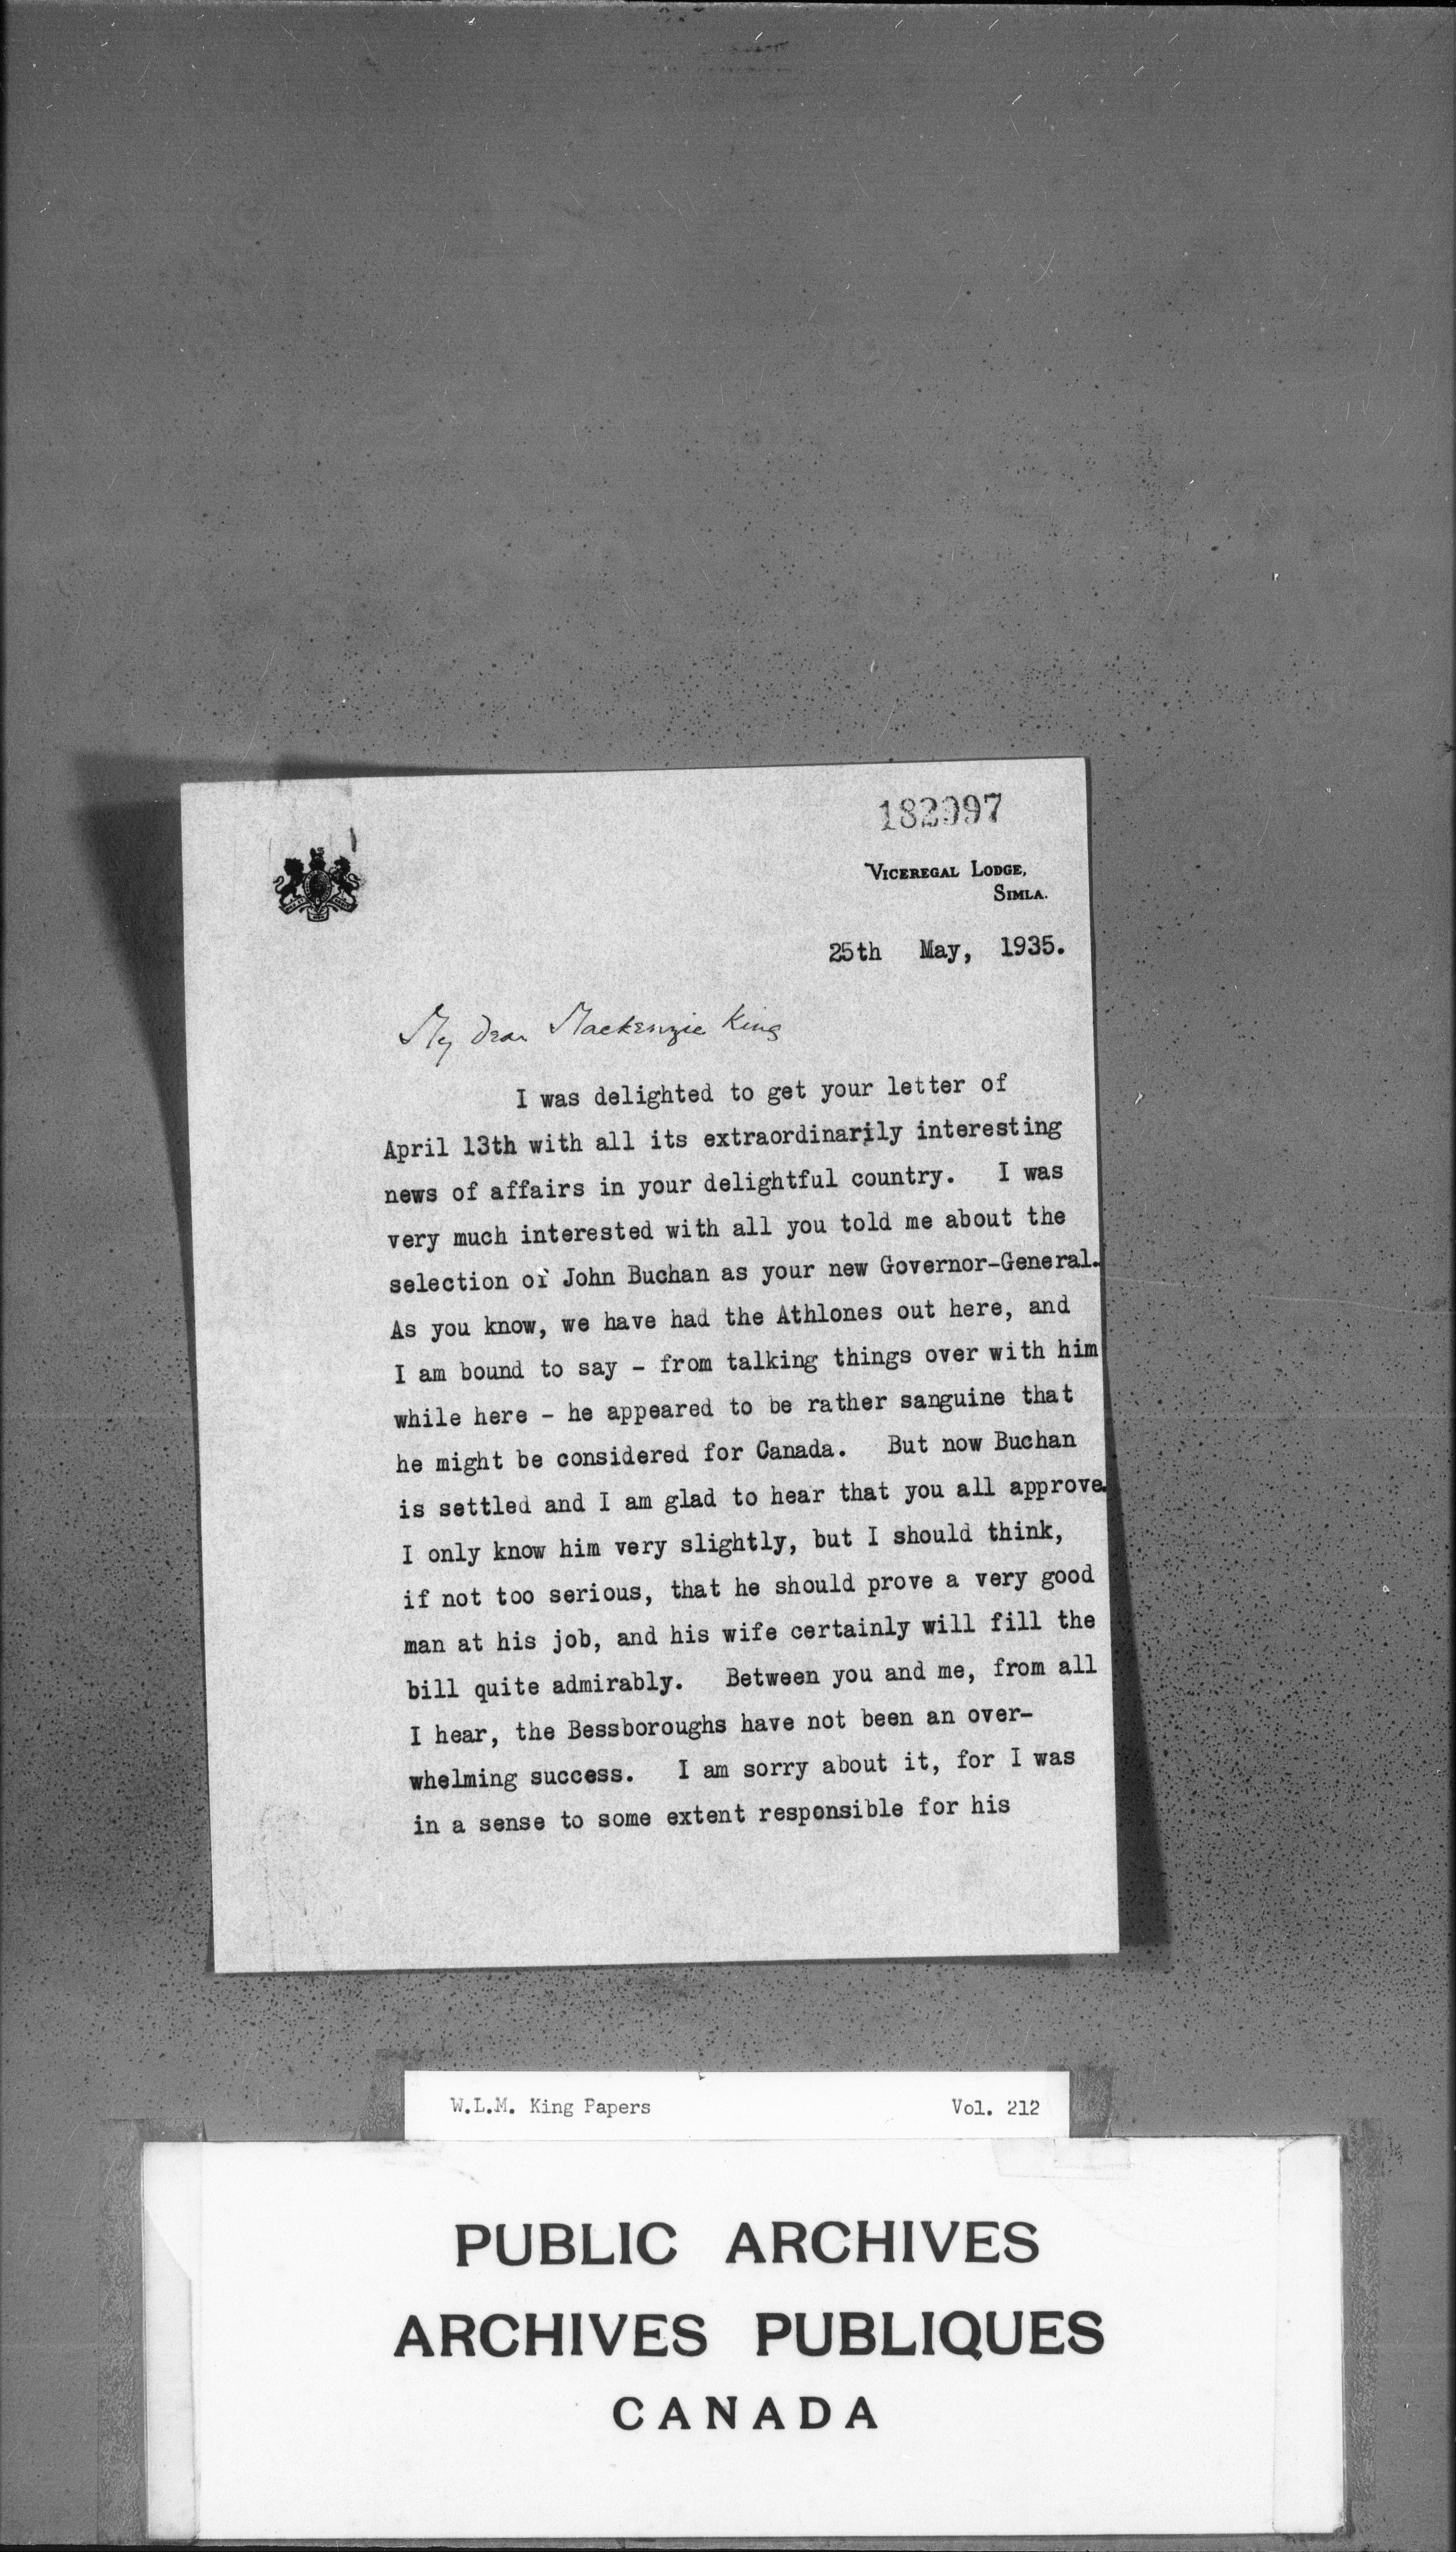 182997
VICEREGAL LODGE,
SIMLA.
25th May, 1935.
My dear Mackenzie King
I was delighted to get your letter of
April 13th with all its extraordinarily interesting
news of affairs in your delightful country. I was
very much interested with all you told me about the
selection of John Buchan as your new Governor-General.
As you know, we have had the Athlones out here, and
I am bound to say - from talking things over with him
while here - he appeared to be rather sanguine that
he might be considered for Canada. But now Buchan
is settled and I am glad to hear that you all approve.
I only know him very slightly, but I should think,
if not too serious, that he should prove a very good
man at his job, and his wife certainly will fill the
bill quite admirably. Between you and me, from all
I hear, the Bessboroughs have not been an over-
whelming success. I am sorry about it, for I was
in a sense to some extent responsible for his
W.L.M. King Papers Vol. 212
PUBLIC ARCHIVES
ARCHIVES PUBLIQUES
CANADA